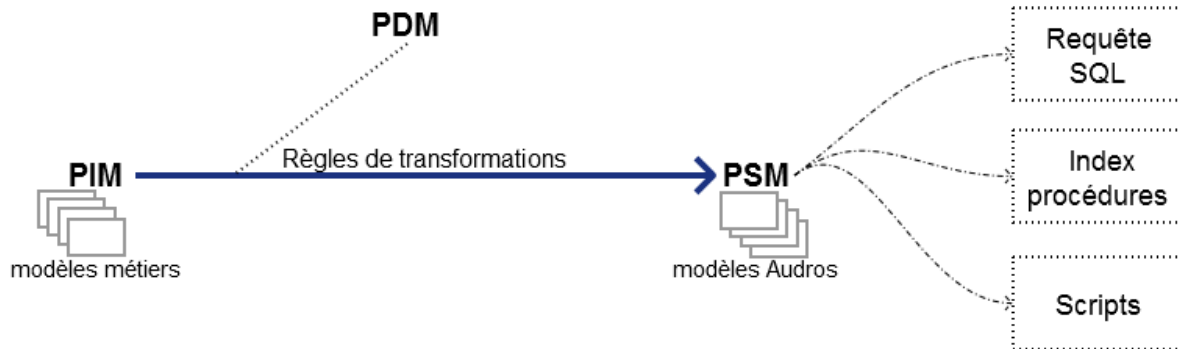 PDM
Requête
SQL
Règles de transformations
PIM
PSM
Index
procédures
modèles métiers
modèles Audros
Scripts